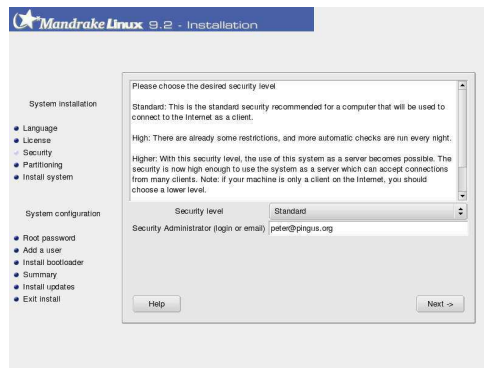 Mandrake Linux 9.2 - Installation
System installation
Language
License
Security
Partitioning
Install system
System configuration
Root password
Add a user
Install bootloader
Summary
Install updates
Exit install
Please choose the desired security level
Standard: This is the standard security recommended for a computer that will be used to
connect to the Internet as a client.
High: There are already some restrictions, and more automatic checks are run every night.
Higher: With this security level, the use of this system as a server becomes possible. The
security is now high enough to use the system as a server which can accept connections
from many clients. Note: if your machine is only a client on the Internet, you should
choose a lower level.
Security level
Standard
Security Administrator (login or email)
peter@pingus.org
Help
Next ->